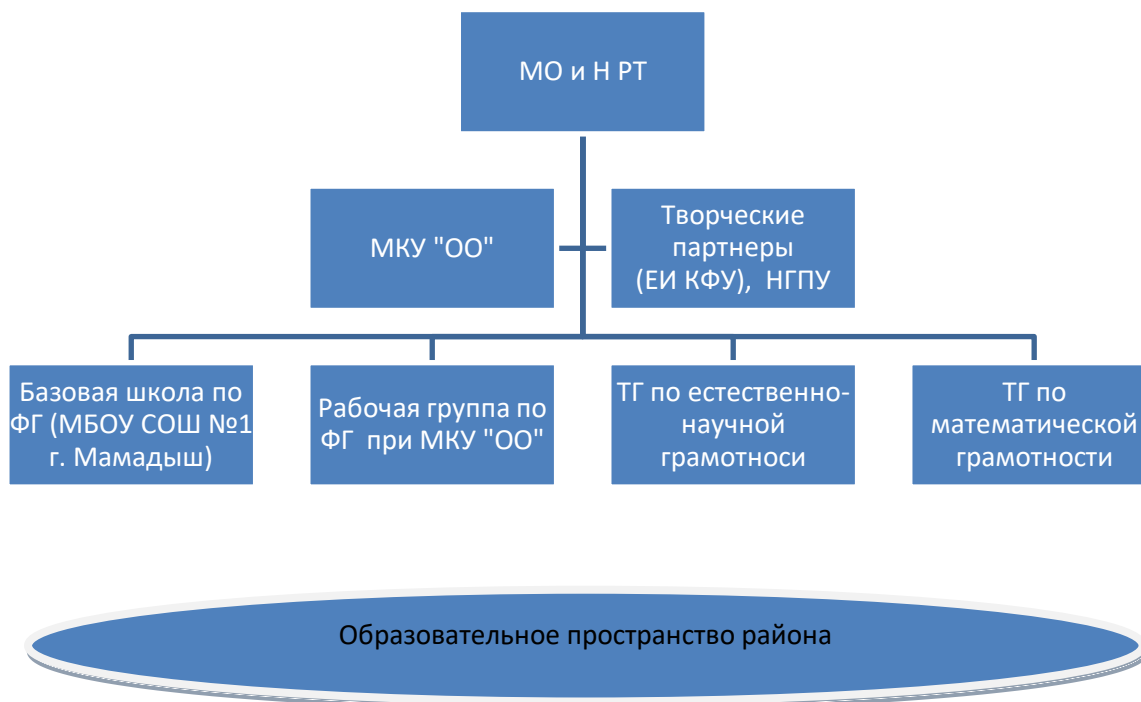 МО и Н РТ
МКУ "ОО"
Творческие
партнеры
(ЕИ КФУ),  НГПУ
Базовая школа по
ФГ (МБОУ СОШ №1
г. Мамадыш)
Рабочая группа по
ФГ  при МКУ "ОО"
ТГ по естественно-
научной
грамотноси
ТГ по
математической
грамотности
Образовательное пространство района